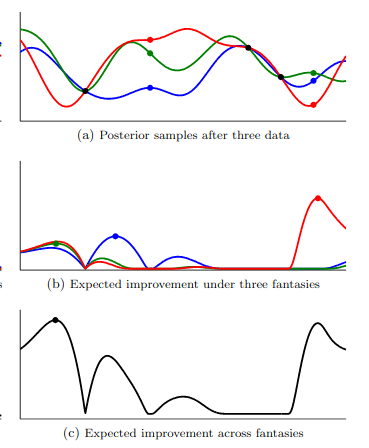 (a) Posterior samples after three data
(b) Expected improvement under three fantasies
(c) Expected improvement across fantasies